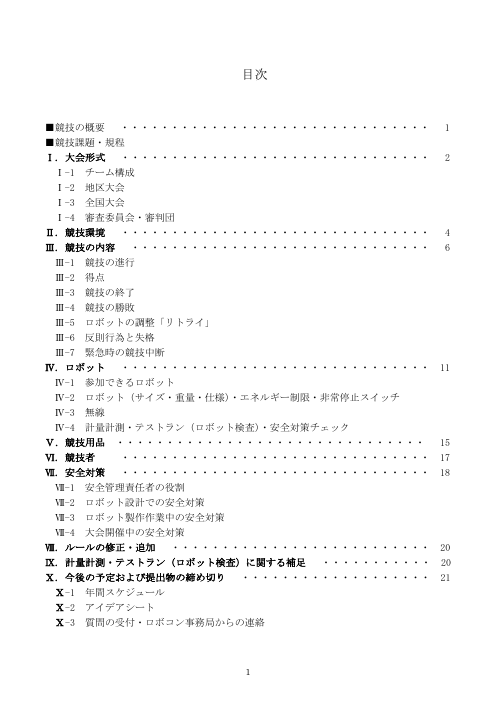 目次
■競技の概要 ・・・・・・・・・・・・・・・・・・・・・・・・・・・・・・・ 1
■競技課題・規程
Ⅰ．大会形式 ・・・・・・・・・・・・・・・・・・・・・・・・・・・・・・・ 2
Ⅰ-1 チーム構成
Ⅰ-2 地区大会
Ⅰ-3 全国大会
Ⅰ-4 審査委員会・審判団
Ⅱ．競技環境 ・・・・・・・・・・・・・・・・・・・・・・・・・・・・・・・ 4
Ⅲ．競技の内容 ・・・・・・・・・・・・・・・・・・・・・・・・・・・・・・ 6
Ⅲ-1 競技の進行
Ⅲ-2 得点
Ⅲ-3 競技の終了
Ⅲ-4 競技の勝敗
Ⅲ-5 ロボットの調整「リトライ」
Ⅲ-6 反則行為と失格
Ⅲ-7 緊急時の競技中断
Ⅳ．ロボット ・・・・・・・・・・・・・・・・・・・・・・・・・・・・・・・ 11
Ⅳ-1 参加できるロボット
Ⅳ-2 ロボット（サイズ・重量・仕様）・エネルギー制限・非常停止スイッチ
Ⅳ-3 無線
Ⅳ-4 計量計測・テストラン（ロボット検査）・安全対策チェック
Ⅴ．競技用品 ・・・・・・・・・・・・・・・・・・・・・・・・・・・・・・・ 15
Ⅵ．競技者 ・・・・・・・・・・・・・・・・・・・・・・・・・・・・・・・ 17
Ⅶ．安全対策 ・・・・・・・・・・・・・・・・・・・・・・・・・・・・・・・ 18
Ⅶ-1 安全管理責任者の役割
Ⅶ-2 ロボット設計での安全対策
Ⅶ-3 ロボット製作作業中の安全対策
Ⅶ-4 大会開催中の安全対策
Ⅷ．ルールの修正・追加 ・・・・・・・・・・・・・・・・・・・・・・・・・・ 20
Ⅸ．計量計測・テストラン（ロボット検査）に関する補足 ・・・・・・・・・・・ 20
Ⅹ．今後の予定および提出物の締め切り ・・・・・・・・・・・・・・・・・・・ 21
Ⅹ-1 年間スケジュール
Ⅹ-2 アイデアシート
Ⅹ-3 質問の受付・ロボコン事務局からの連絡
1